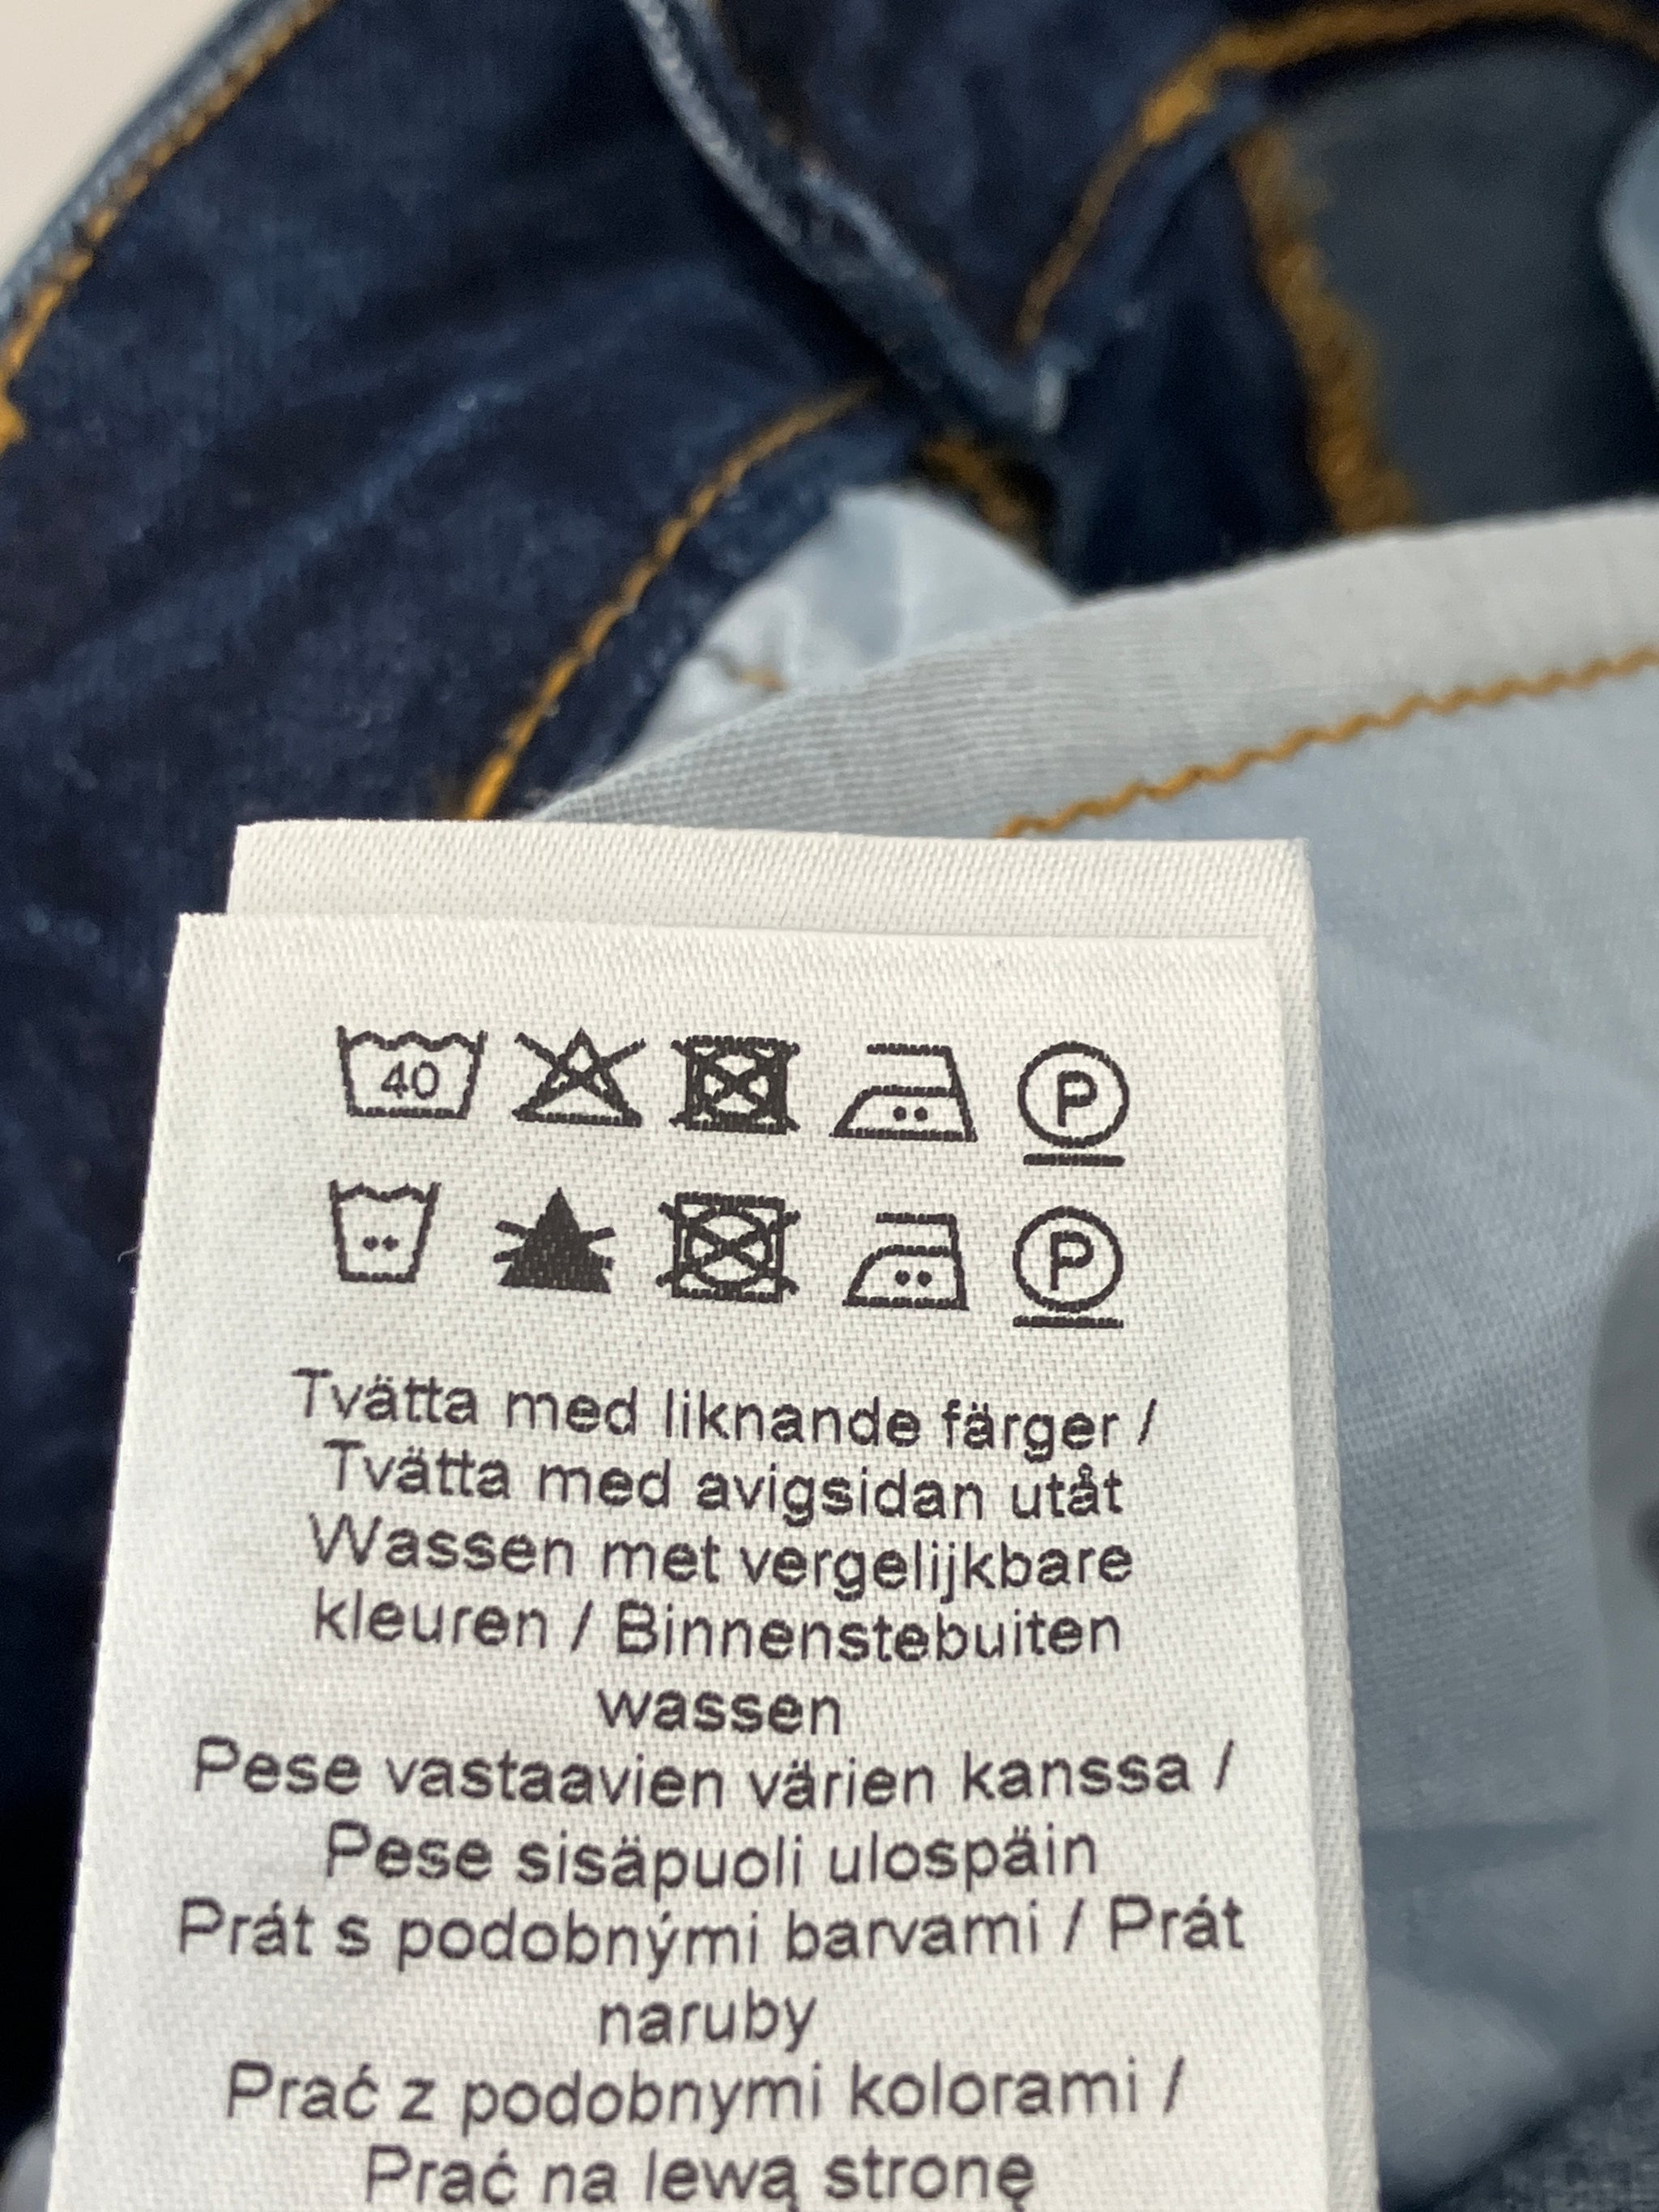 40
P
P
Tvätta med liknande färger /
Tvätta med avigsidan utåt
Wassen met vergelijkbare
kleuren / Binnenstebuiten
wassen
Pese vastaavien värien kanssa /
Pese sisäpuoli ulospäin
Prát s podobnými barvami / Prát
naruby
Prać z podobnymi kolorami /
Prać na lewą stronę